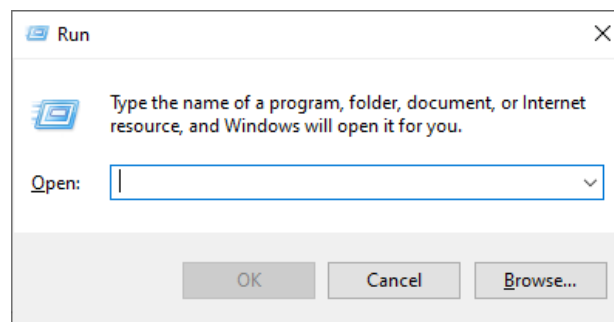 Run
Type the name of a program, folder, document, or Internet
resource, and Windows will open it for you.
Open:
OK Cancel Browse...